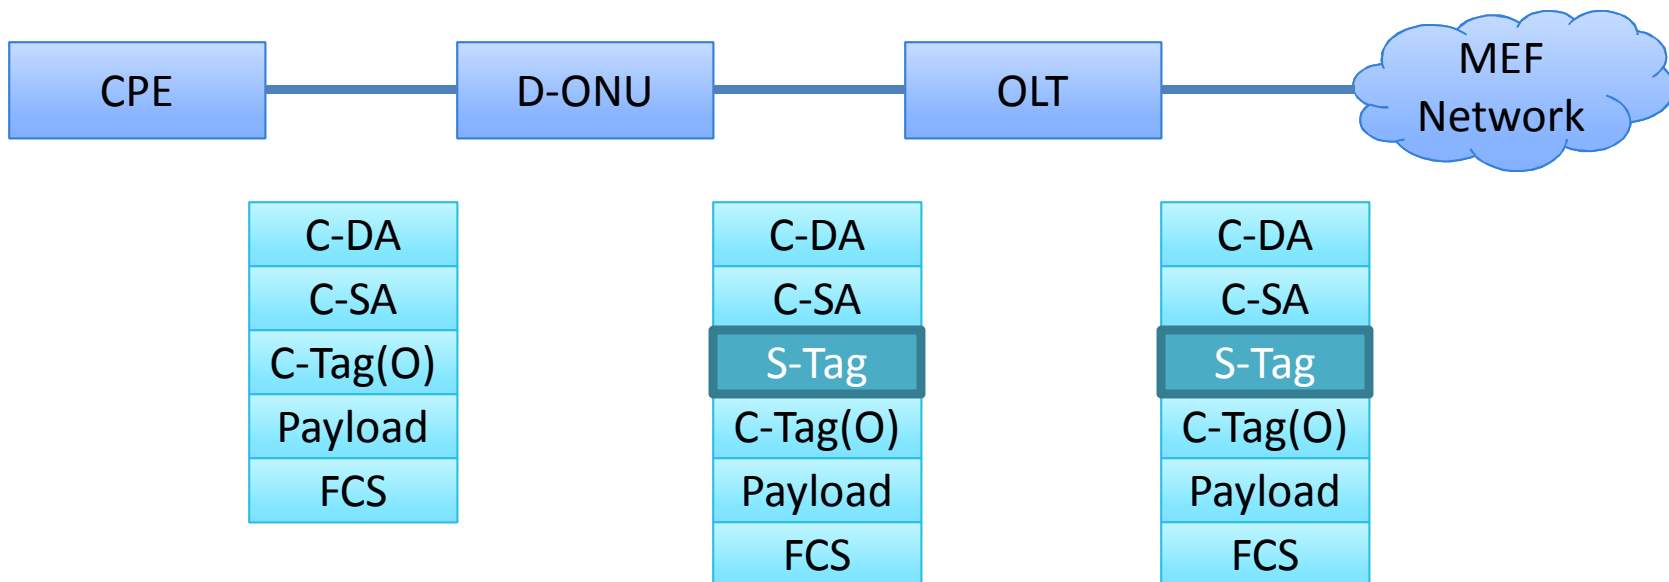 CPE
D-ONU
OLT
MEF
Network
C-DA
C-SA
C-Tag(O)
Payload
FCS
C-DA
C-SA
S-Tag
C-Tag(O)
Payload
FCS
C-DA
C-SA
S-Tag
C-Tag(O)
Payload
FCS